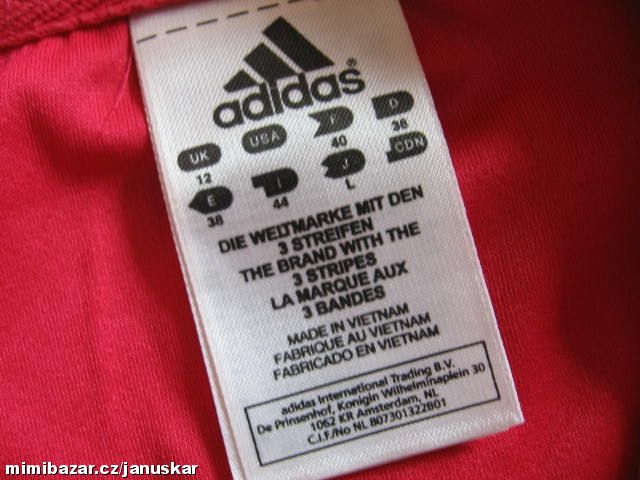 adidas®
UK USA F D
12 40 38
E I J CDN
38 44 L
DIE WELTMARKE MIT DEN
3 STREIFEN
THE BRAND WITH THE
3 STRIPES
LA MARQUE AUX
3 BANDES
MADE IN VIETNAM
FABRIQUE AU VIETNAM
FABRICADO EN VIETNAM
adidas International Trading B.V.
De Prinsenhof, Konigin Wilhelminaplein 30
1062 KR Amsterdam, NL
C.I.F./No NL B07301322B01
mimibazar.cz/januskar